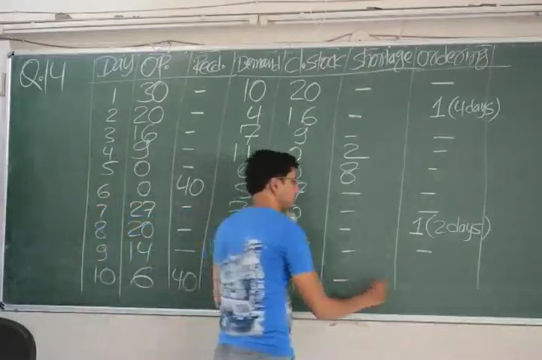 Q.14
Day Op. Recd. Demand C.stock Shortage Ordering
1 30 - 10 20 - -
2 20 - 4 16 - 1(4days)
3 16 - 7 9 - -
4 9 - 2 -
5 0 - 8 -
6 0 40 - -
7 27 - - -
8 20 - - 1(2days)
9 14 - - -
10 6 40 -